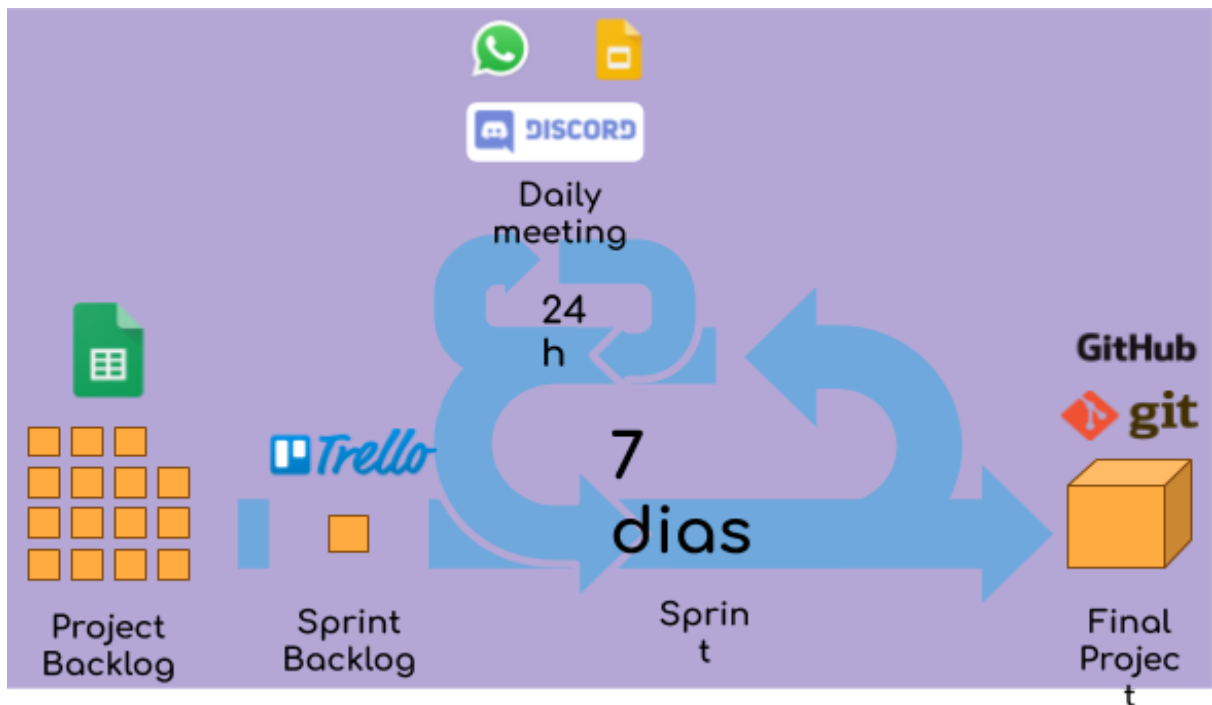 DISCORD
Daily
meeting
24
h
GitHub
git
Trello
7
dias
Project
Backlog
Sprint
Backlog
Sprin
t
Final
Projec
t